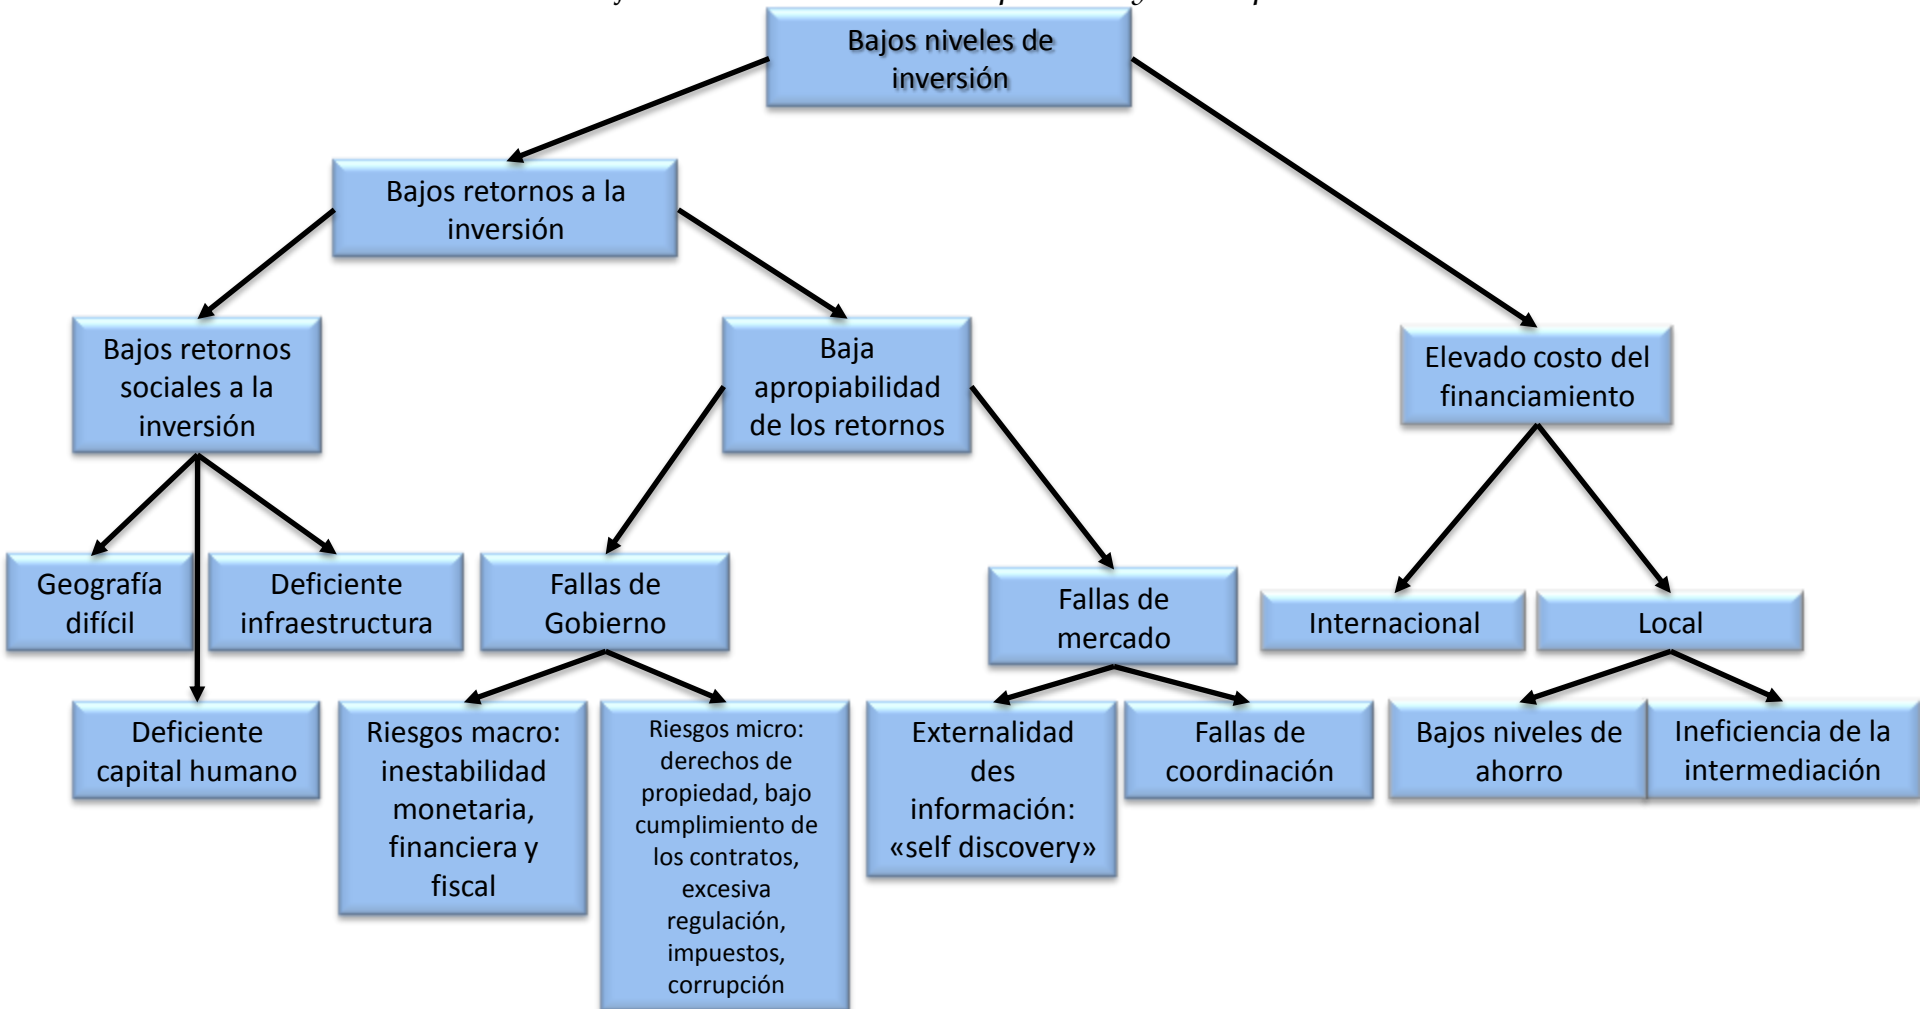 Bajos niveles de
inversión
Bajos retornos a la
inversión
Bajos retornos
sociales a la
inversión
Baja
apropiabilidad
de los retornos
Elevado costo del
financiamiento
Geografía
difícil
Deficiente
infraestructura
Fallas de
Gobierno
Fallas de
mercado
Internacional
Local
Deficiente
capital humano
Riesgos macro:
inestabilidad
monetaria,
financiera y
fiscal
Riesgos micro:
derechos de
propiedad, bajo
cumplimiento de
los contratos,
excesiva
regulación,
impuestos,
corrupción
Externalidad
des
información:
«self discovery»
Fallas de
coordinación
Bajos niveles de
ahorro
Ineficiencia de la
intermediación